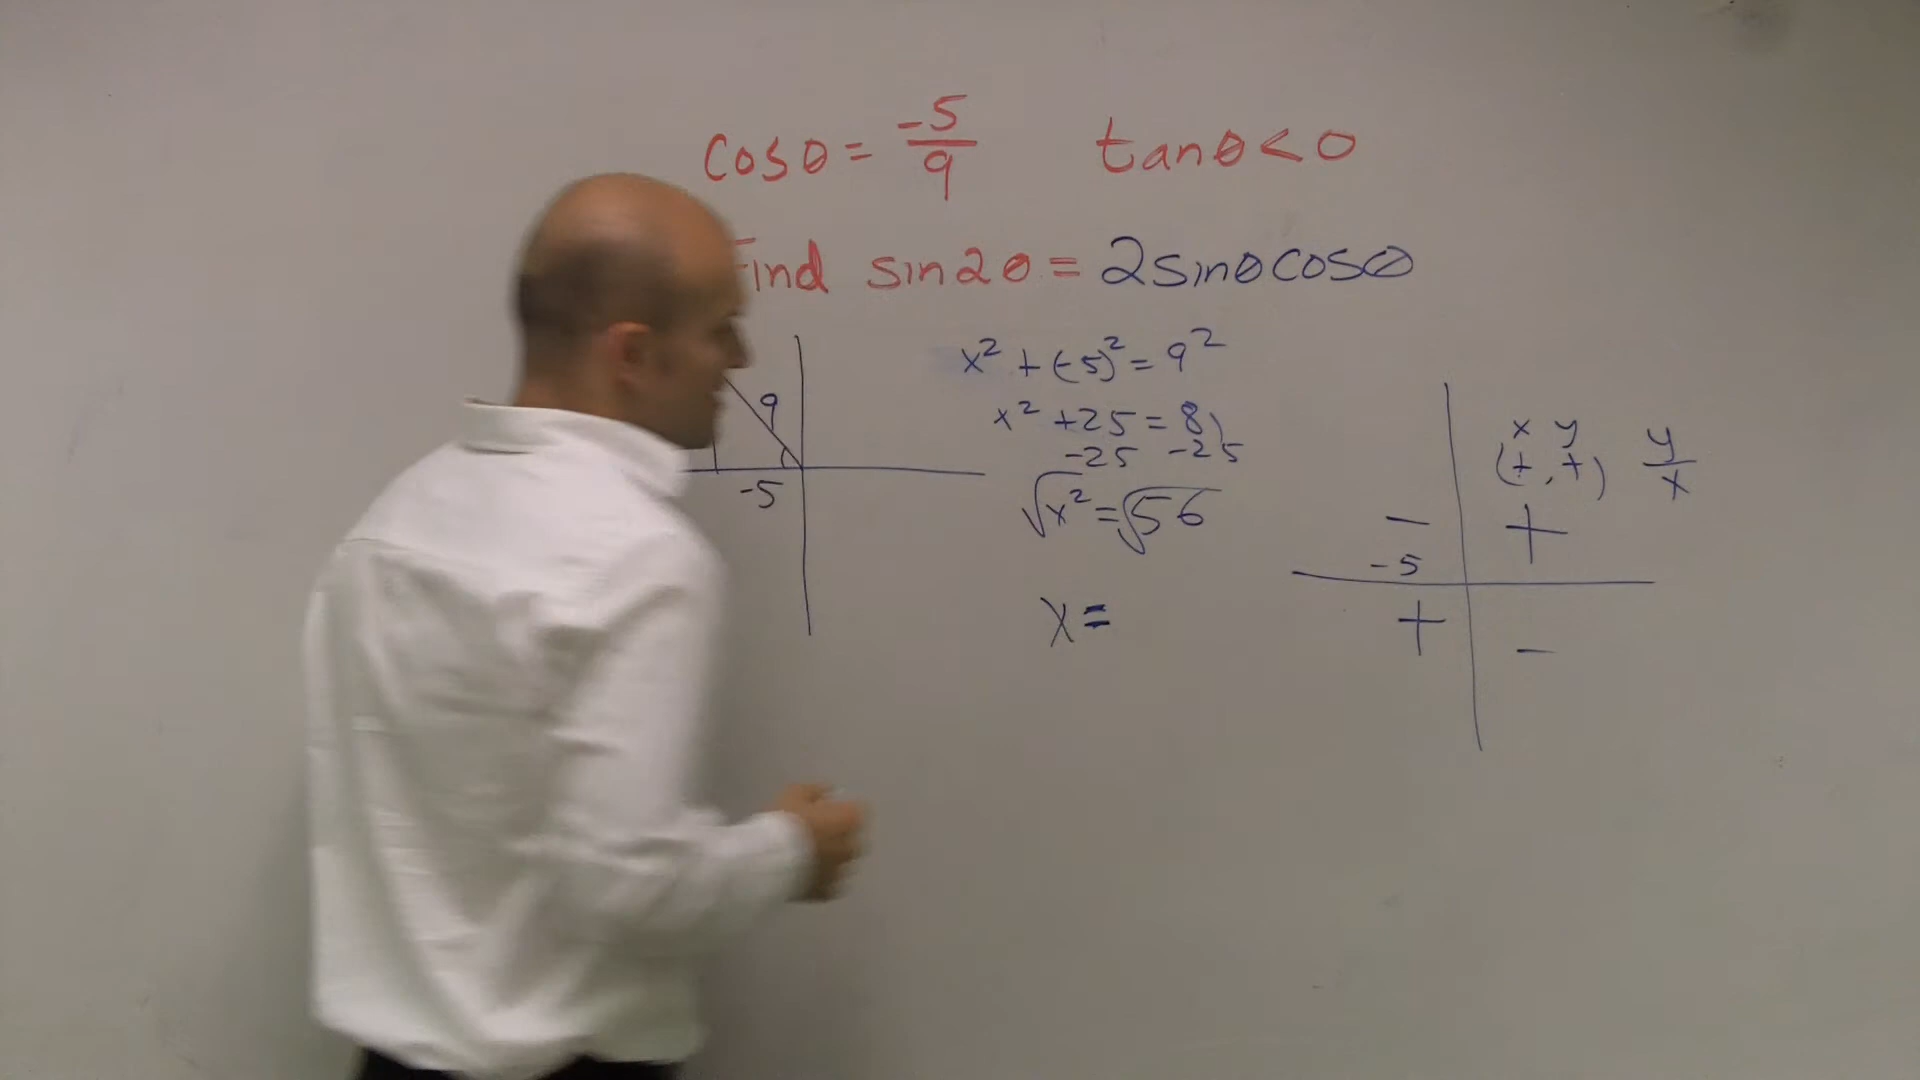 cosθ = -5/9 tanθ < 0
Find sin2θ = 2sinθcosθ
9
-5
x² + (-5)² = 9²
x² + 25 = 81
-25 -25
√x² = √56
x =
x y
(+, +) y/x
- +
-5
+ -